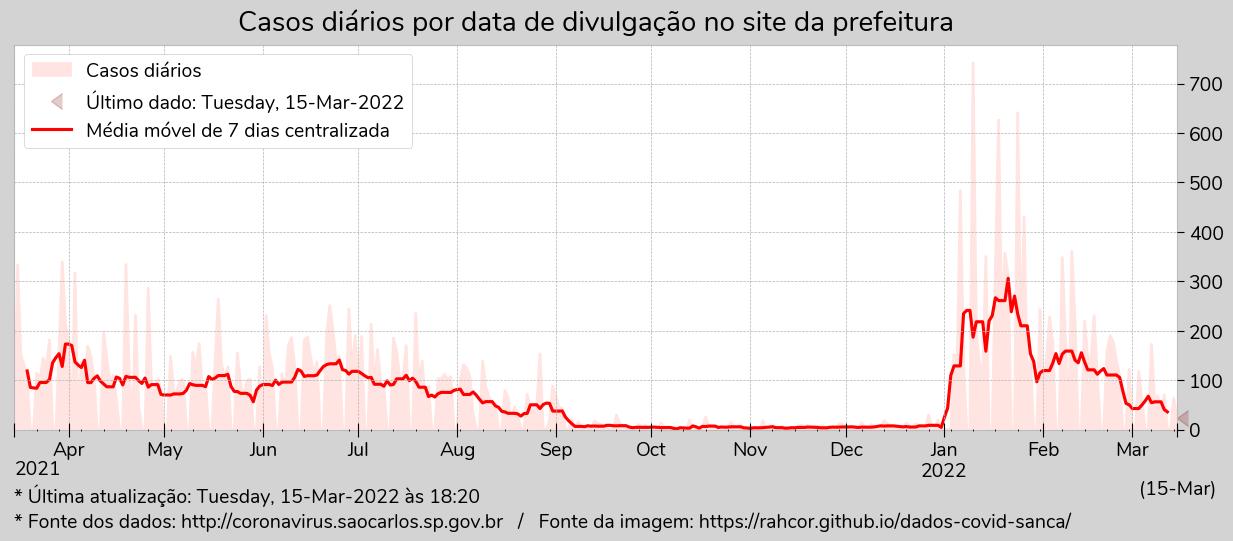 Casos diários por data de divulgação no site da prefeitura
Casos diários
Último dado: Tuesday, 15-Mar-2022
Média móvel de 7 dias centralizada
700
600
500
400
300
200
100
0
Apr May Jun Jul Aug Sep Oct Nov Dec Jan Feb Mar
2021 2022
(15-Mar)
* Última atualização: Tuesday, 15-Mar-2022 às 18:20
* Fonte dos dados: http://coronavirus.saocarlos.sp.gov.br / Fonte da imagem: https://rahcor.github.io/dados-covid-sanca/